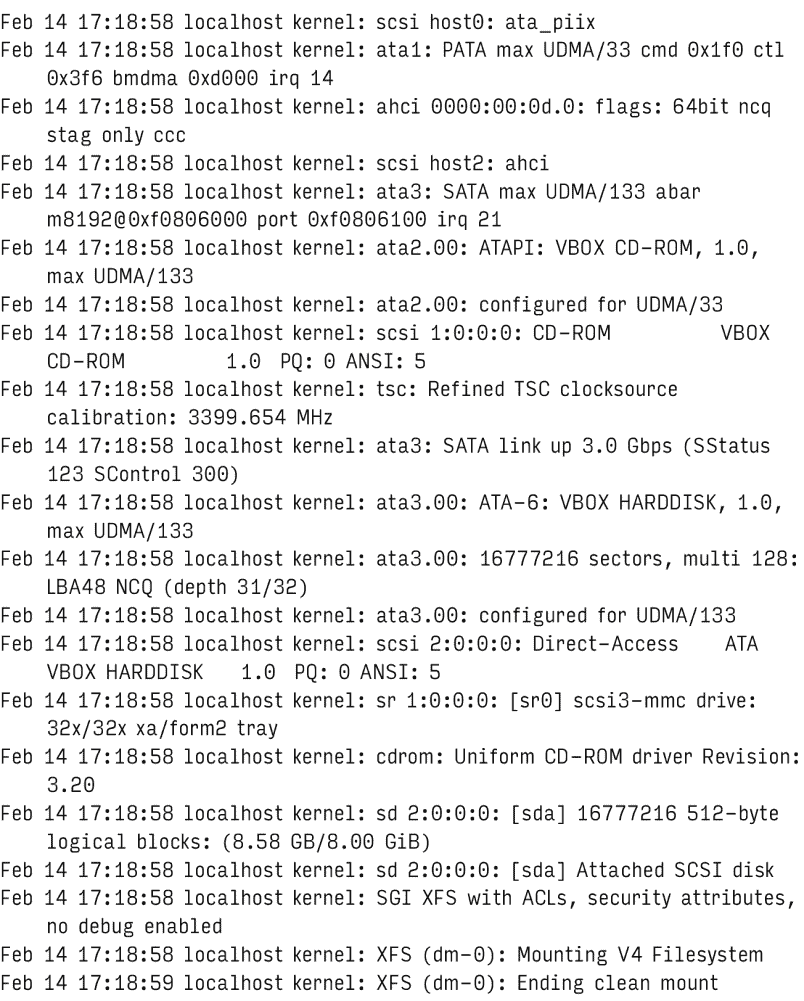 Feb 14 17:18:58 localhost kernel: scsi host0: ata_piix
Feb 14 17:18:58 localhost kernel: ata1: PATA max UDMA/33 cmd 0x1f0 ctl
0x3f6 bmdma 0xd000 irq 14
Feb 14 17:18:58 localhost kernel: ahci 0000:00:0d.0: flags: 64bit ncq
stag only ccc
Feb 14 17:18:58 localhost kernel: scsi host2: ahci
Feb 14 17:18:58 localhost kernel: ata3: SATA max UDMA/133 abar
m8192@0xf0806000 port 0xf0806100 irq 21
Feb 14 17:18:58 localhost kernel: ata2.00: ATAPI: VBOX CD-ROM, 1.0,
max UDMA/133
Feb 14 17:18:58 localhost kernel: ata2.00: configured for UDMA/33
Feb 14 17:18:58 localhost kernel: scsi 1:0:0:0: CD-ROM VBOX
CD-ROM 1.0 PQ: 0 ANSI: 5
Feb 14 17:18:58 localhost kernel: tsc: Refined TSC clocksource
calibration: 3399.654 MHz
Feb 14 17:18:58 localhost kernel: ata3: SATA link up 3.0 Gbps (SStatus
123 SControl 300)
Feb 14 17:18:58 localhost kernel: ata3.00: ATA-6: VBOX HARDDISK, 1.0,
max UDMA/133
Feb 14 17:18:58 localhost kernel: ata3.00: 16777216 sectors, multi 128:
LBA48 NCQ (depth 31/32)
Feb 14 17:18:58 localhost kernel: ata3.00: configured for UDMA/133
Feb 14 17:18:58 localhost kernel: scsi 2:0:0:0: Direct-Access ATA
VBOX HARDDISK 1.0 PQ: 0 ANSI: 5
Feb 14 17:18:58 localhost kernel: sr 1:0:0:0: [sr0] scsi3-mmc drive:
32x/32x xa/form2 tray
Feb 14 17:18:58 localhost kernel: cdrom: Uniform CD-ROM driver Revision:
3.20
Feb 14 17:18:58 localhost kernel: sd 2:0:0:0: [sda] 16777216 512-byte
logical blocks: (8.58 GB/8.00 GiB)
Feb 14 17:18:58 localhost kernel: sd 2:0:0:0: [sda] Attached SCSI disk
Feb 14 17:18:58 localhost kernel: SGI XFS with ACLs, security attributes,
no debug enabled
Feb 14 17:18:58 localhost kernel: XFS (dm-0): Mounting V4 Filesystem
Feb 14 17:18:59 localhost kernel: XFS (dm-0): Ending clean mount